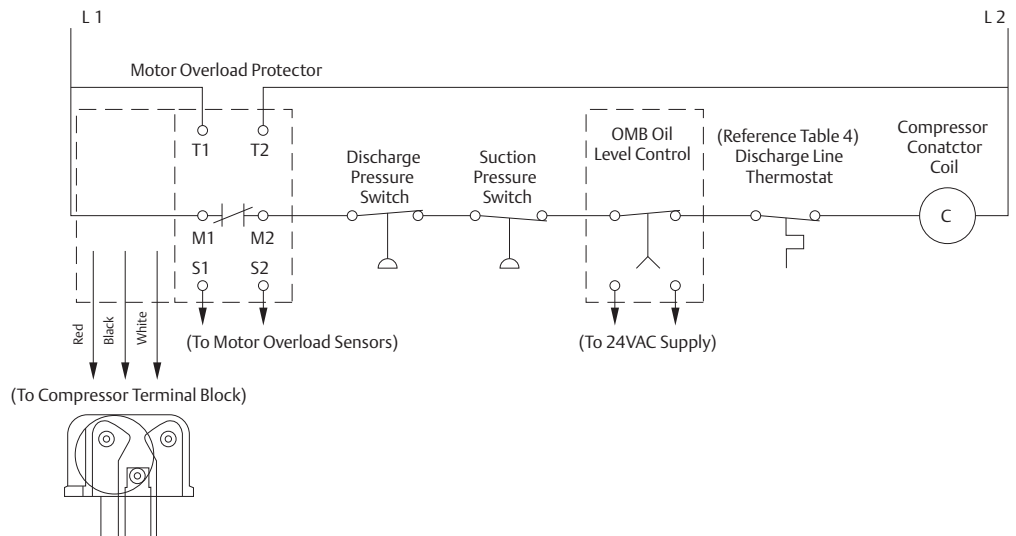 L 1
L 2
Motor Overload Protector
T1
T2
Discharge
Pressure
Switch
Suction
Pressure
Switch
OMB Oil
Level Control
(Reference Table 4)
Discharge Line
Thermostat
Compressor
Conatctor
Coil
M1
M2
C
S1
S2
Red
Black
White
(To Motor Overload Sensors)
(To 24VAC Supply)
(To Compressor Terminal Block)